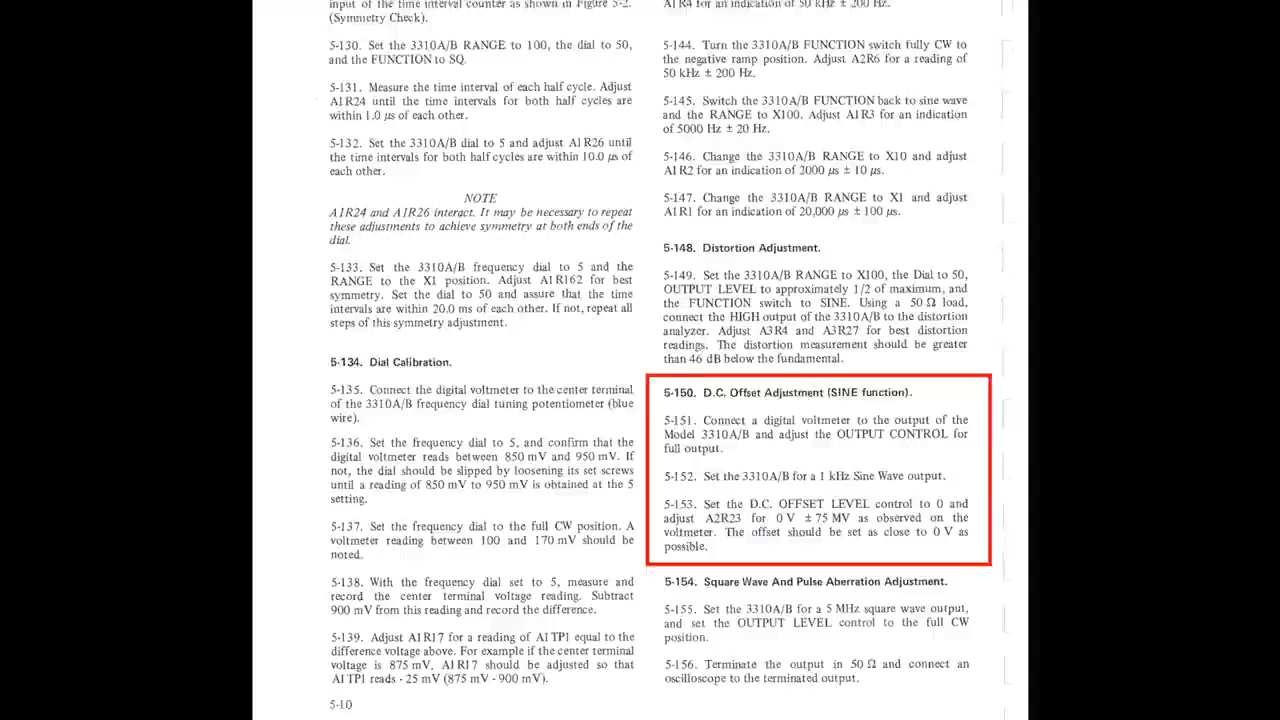 input of the time interval counter as shown in Figure 5-2.
(Symmetry Check).
5-130. Set the 3310A/B RANGE to 100, the dial to 50,
and the FUNCTION to SQ.
5-131. Measure the time interval of each half cycle. Adjust
A1R24 until the time intervals for both half cycles are
within 1.0 µs of each other.
5-132. Set the 3310A/B dial to 5 and adjust A1R26 until
the time intervals for both half cycles are within 10.0 µs of
each other.
NOTE
A1R24 and A1R26 interact. It may be necessary to repeat
these adjustments to achieve symmetry at both ends of the
dial.
5-133. Set the 3310A/B frequency dial to 5 and the
RANGE to the X1 position. Adjust A1R162 for best
symmetry. Set the dial to 50 and assure that the time
intervals are within 20.0 ms of each other. If not, repeat all
steps of this symmetry adjustment.
5-134. Dial Calibration.
5-135. Connect the digital voltmeter to the center terminal
of the 3310A/B frequency dial tuning potentiometer (blue
wire).
5-136. Set the frequency dial to 5, and confirm that the
digital voltmeter reads between 850 mV and 950 mV. If
not, the dial should be slipped by loosening its set screws
until a reading of 850 mV to 950 mV is obtained at the 5
setting.
5-137. Set the frequency dial to the full CW position. A
voltmeter reading between 100 and 170 mV should be
noted.
5-138. With the frequency dial set to 5, measure and
record the center terminal voltage reading. Subtract
900 mV from this reading and record the difference.
5-139. Adjust A1R17 for a reading of A1TP1 equal to the
difference voltage above. For example if the center terminal
voltage is 875 mV, A1R17 should be adjusted so that
A1TP1 reads - 25 mV (875 mV - 900 mV).
5-10
A1R4 for an indication of 50 kHz ± 200 Hz.
5-144. Turn the 3310A/B FUNCTION switch fully CW to
the negative ramp position. Adjust A2R6 for a reading of
50 kHz ± 200 Hz.
5-145. Switch the 3310A/B FUNCTION back to sine wave
and the RANGE to X100. Adjust A1R3 for an indication
of 5000 Hz ± 20 Hz.
5-146. Change the 3310A/B RANGE to X10 and adjust
A1R2 for an indication of 2000 µs ± 10 µs.
5-147. Change the 3310A/B RANGE to X1 and adjust
A1R1 for an indication of 20,000 µs ± 100 µs.
5-148. Distortion Adjustment.
5-149. Set the 3310A/B RANGE to X100, the Dial to 50,
OUTPUT LEVEL to approximately 1/2 of maximum, and
the FUNCTION switch to SINE. Using a 50 Ω load,
connect the HIGH output of the 3310A/B to the distortion
analyzer. Adjust A3R4 and A3R27 for best distortion
readings. The distortion measurement should be greater
than 46 dB below the fundamental.
5-150. D.C. Offset Adjustment (SINE function).
5-151. Connect a digital voltmeter to the output of the
Model 3310A/B and adjust the OUTPUT CONTROL for
full output.
5-152. Set the 3310A/B for a 1 kHz Sine Wave output.
5-153. Set the D.C. OFFSET LEVEL control to 0 and
adjust A2R23 for 0 V ± 75 MV as observed on the
voltmeter. The offset should be set as close to 0 V as
possible.
5-154. Square Wave And Pulse Aberration Adjustment.
5-155. Set the 3310A/B for a 5 MHz square wave output,
and set the OUTPUT LEVEL control to the full CW
position.
5-156. Terminate the output in 50 Ω and connect an
oscilloscope to the terminated output.